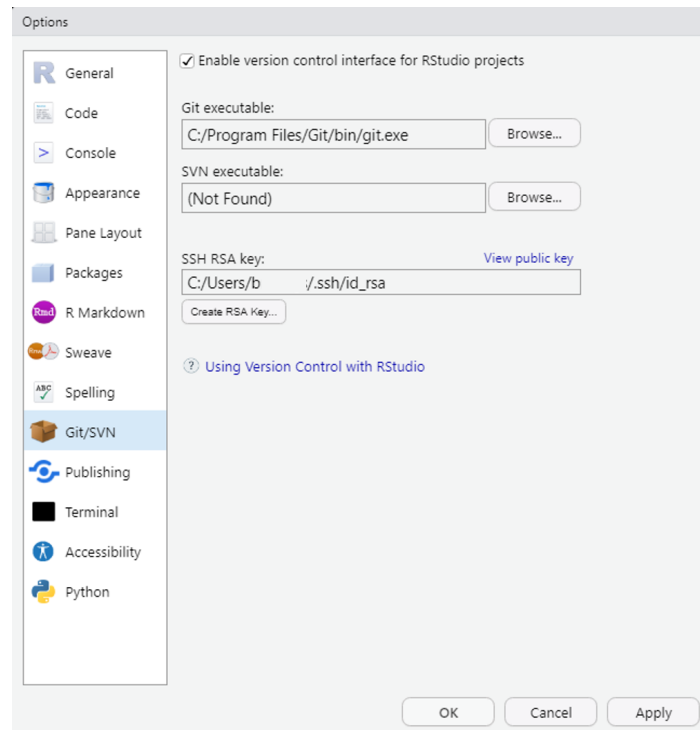 Options
General
Code
Console
Appearance
Pane Layout
Packages
R Markdown
Sweave
Spelling
Git/SVN
Publishing
Terminal
Accessibility
Python
Enable version control interface for RStudio projects
Git executable:
C:/Program Files/Git/bin/git.exe
Browse...
SVN executable:
(Not Found)
Browse...
SSH RSA key:
View public key
C:/Users/b /.ssh/id_rsa
Create RSA Key...
? Using Version Control with RStudio
OK
Cancel
Apply
R
Rmd
ABC